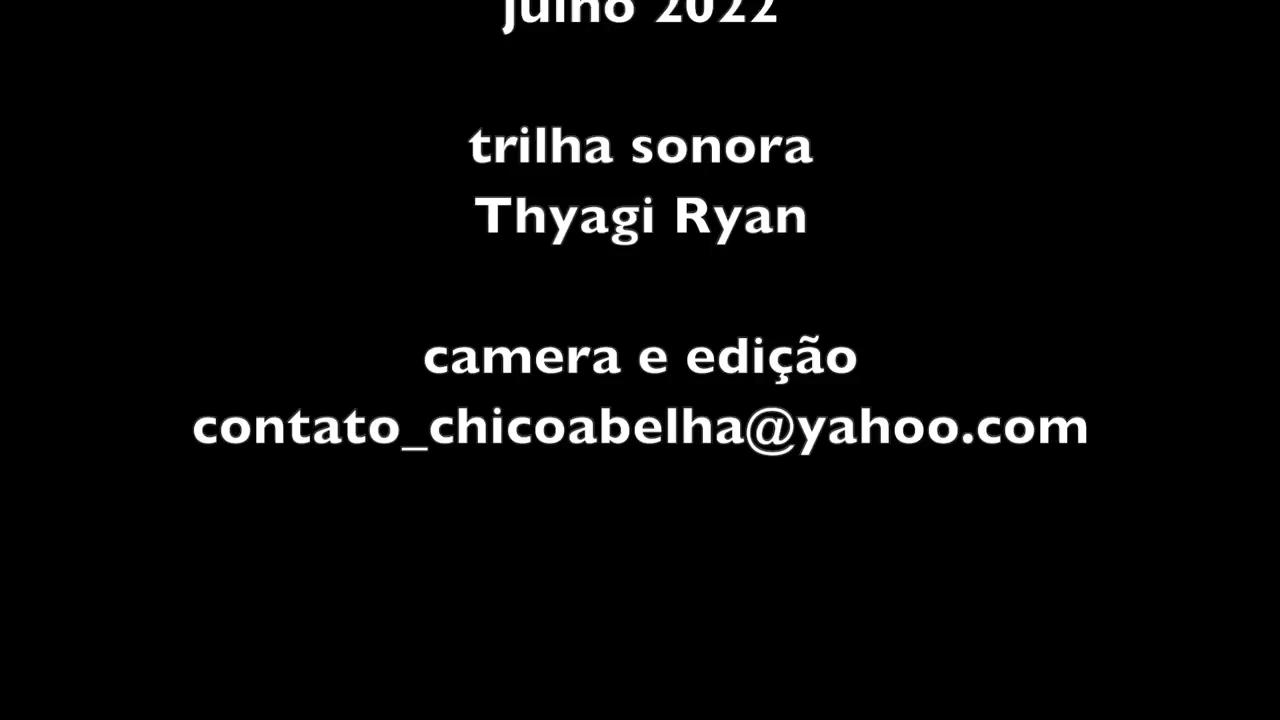 julho 2022
trilha sonora
Thyagi Ryan
camera e edição
contato_chicoabelha@yahoo.com